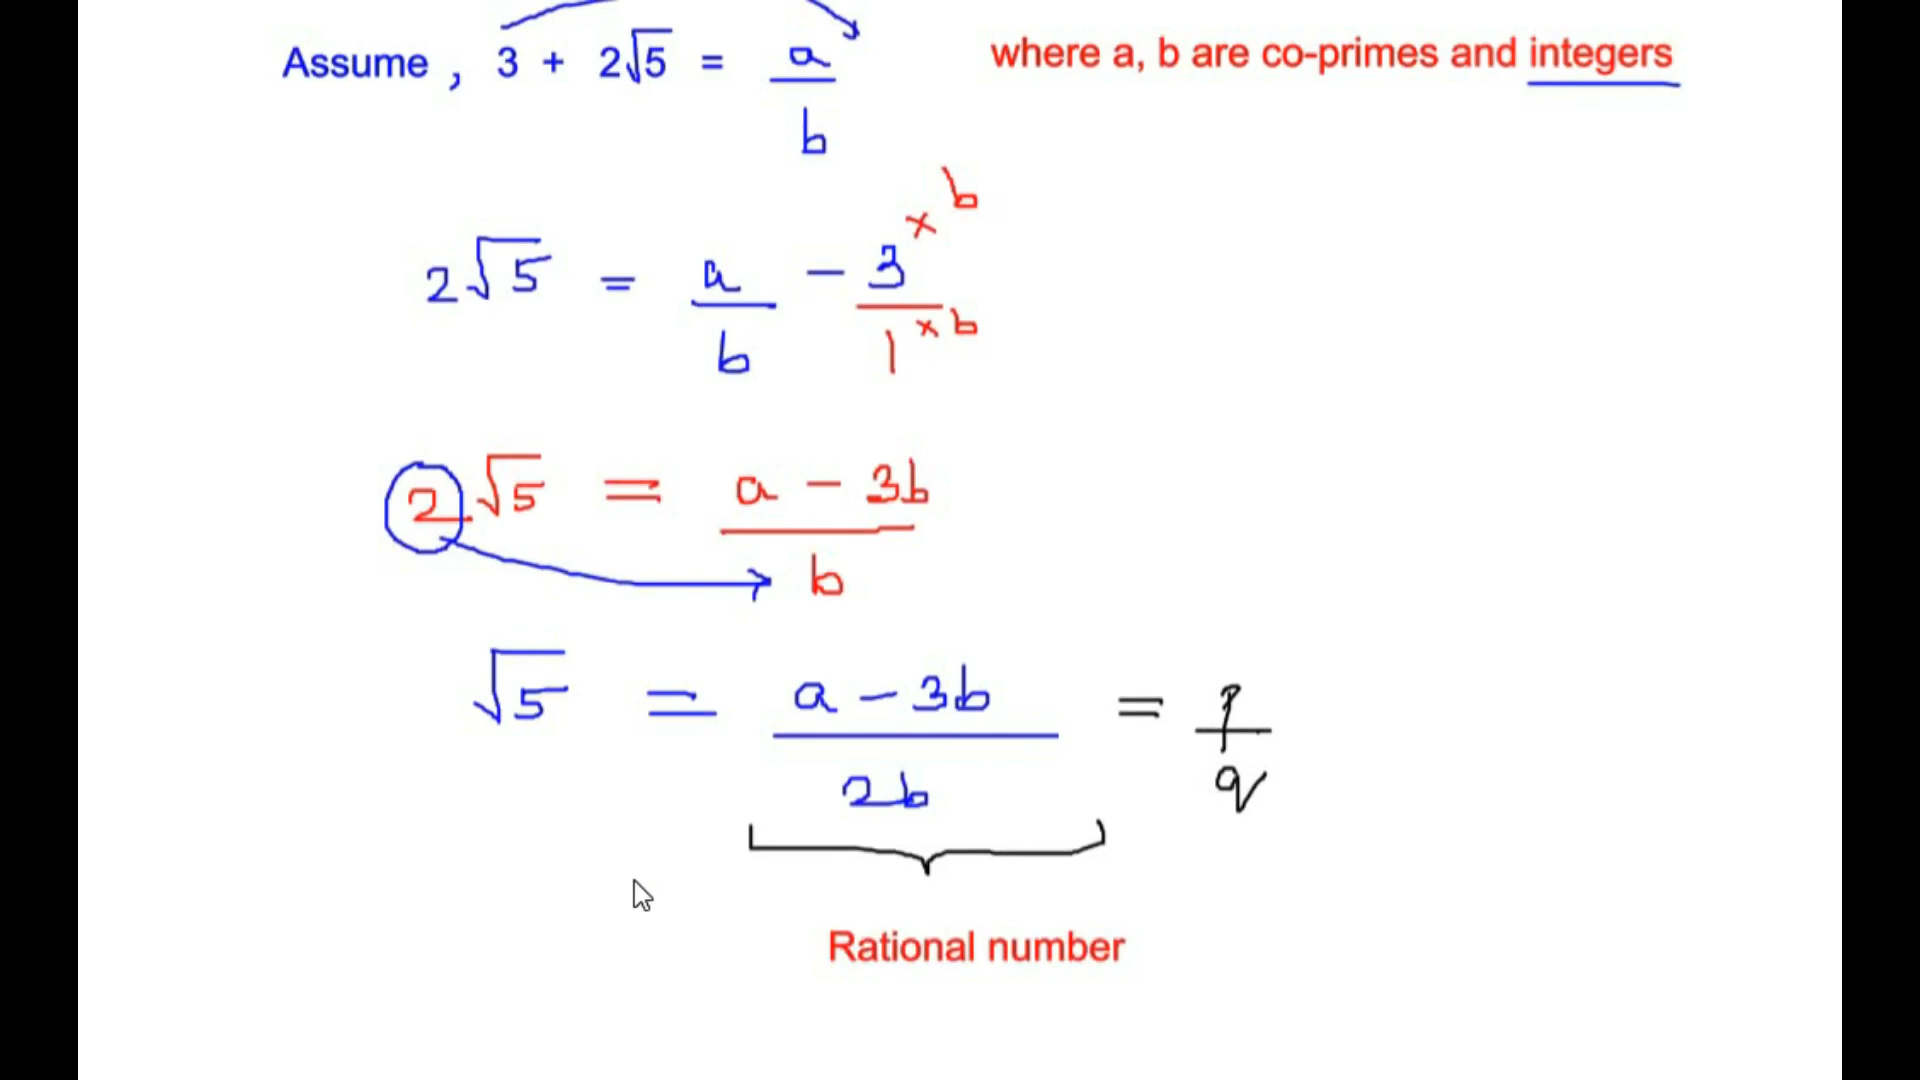 Assume , 3 + 2√5 = a/b where a, b are co-primes and integers
2√5 = a/b - 3 × b/1 × b
2√5 = a - 3b/b
√5 = a - 3b/2b = p/q
Rational number